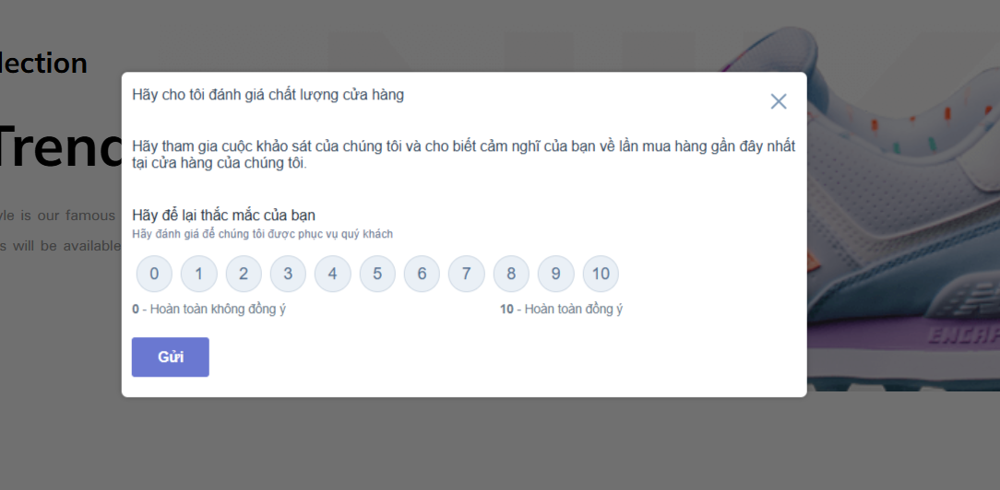 lection
Hãy cho tôi đánh giá chất lượng cửa hàng
Trend
Hãy tham gia cuộc khảo sát của chúng tôi và cho biết cảm nghĩ của bạn về lần mua hàng gần đây nhất
tại cửa hàng của chúng tôi.
yle is our famous
s will be available
Hãy để lại thắc mắc của bạn
Hãy đánh giá để chúng tôi được phục vụ quý khách
0 1 2 3 4 5 6 7 8 9 10
0 - Hoàn toàn không đồng ý 10 - Hoàn toàn đồng ý
Gửi